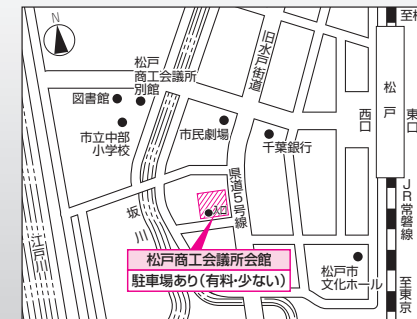 N
至柏
松戸
商工会議所
別館
図書館
旧水戸街道
松戸
西口
東口
市立中部
小学校
市民劇場
千葉銀行
県道5号線
坂川
入口
JR常磐線
江戸川
松戸商工会議所会館
駐車場あり(有料・少ない)
松戸市
文化ホール
至東京